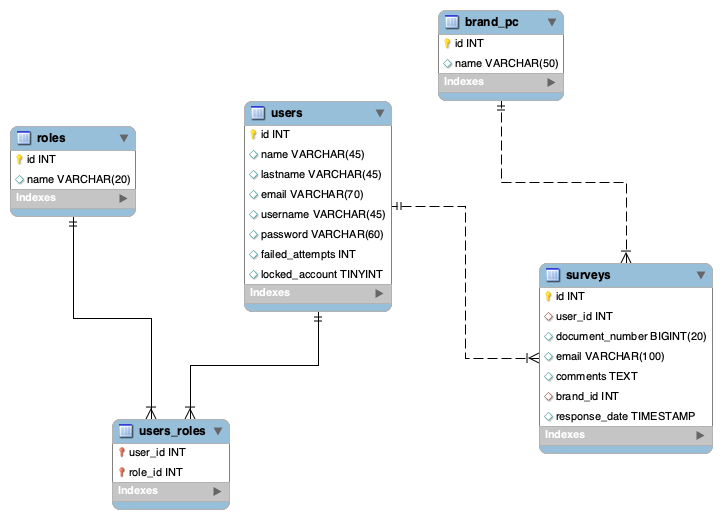 brand_pc
id INT
name VARCHAR(50)
Indexes
users
id INT
name VARCHAR(45)
lastname VARCHAR(45)
email VARCHAR(70)
username VARCHAR(45)
password VARCHAR(60)
failed_attempts INT
locked_account TINYINT
Indexes
roles
id INT
name VARCHAR(20)
Indexes
surveys
id INT
user_id INT
document_number BIGINT(20)
email VARCHAR(100)
comments TEXT
brand_id INT
response_date TIMESTAMP
Indexes
users_roles
user_id INT
role_id INT
Indexes